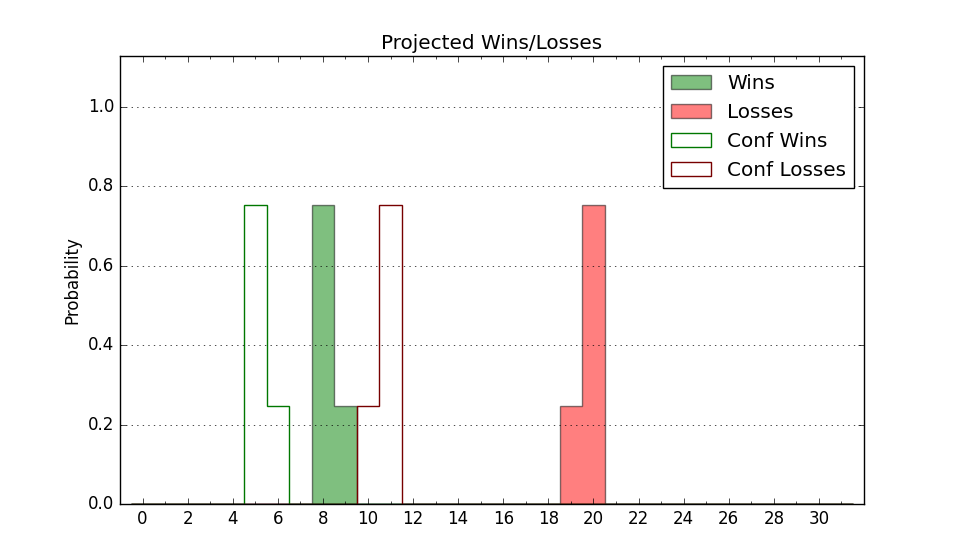 Projected Wins/Losses
Wins
Losses
Conf Wins
Conf Losses
Probability
1.0
0.8
0.6
0.4
0.2
0.0
0 2 4 6 8 10 12 14 16 18 20 22 24 26 28 30